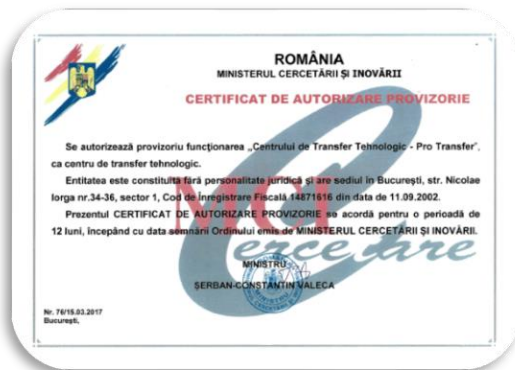 ROMÂNIA
MINISTERUL CERCETĂRII ŞI INOVĂRII
CERTIFICAT DE AUTORIZARE PROVIZORIE
Se autorizează provizoriu funcţionarea „Centrului de Transfer Tehnologic - Pro Transfer",
ca centru de transfer tehnologic.
Entitatea este constituită fără personalitate juridică şi are sediul în Bucureşti, str. Nicolae
Iorga nr.34-36, sector 1, Cod de Înregistrare Fiscală 14871616 din data de 11.09.2002.
Prezentul CERTIFICAT DE AUTORIZARE PROVIZORIE se acordă pentru o perioadă de
12 luni, începând cu data semnării Ordinului emis de MINISTERUL CERCETĂRII ŞI INOVĂRII.
MCI
Cercetare
MINISTRU
ŞERBAN-CONSTANTIN VALECA
Nr. 76/15.03.2017
Bucureşti,